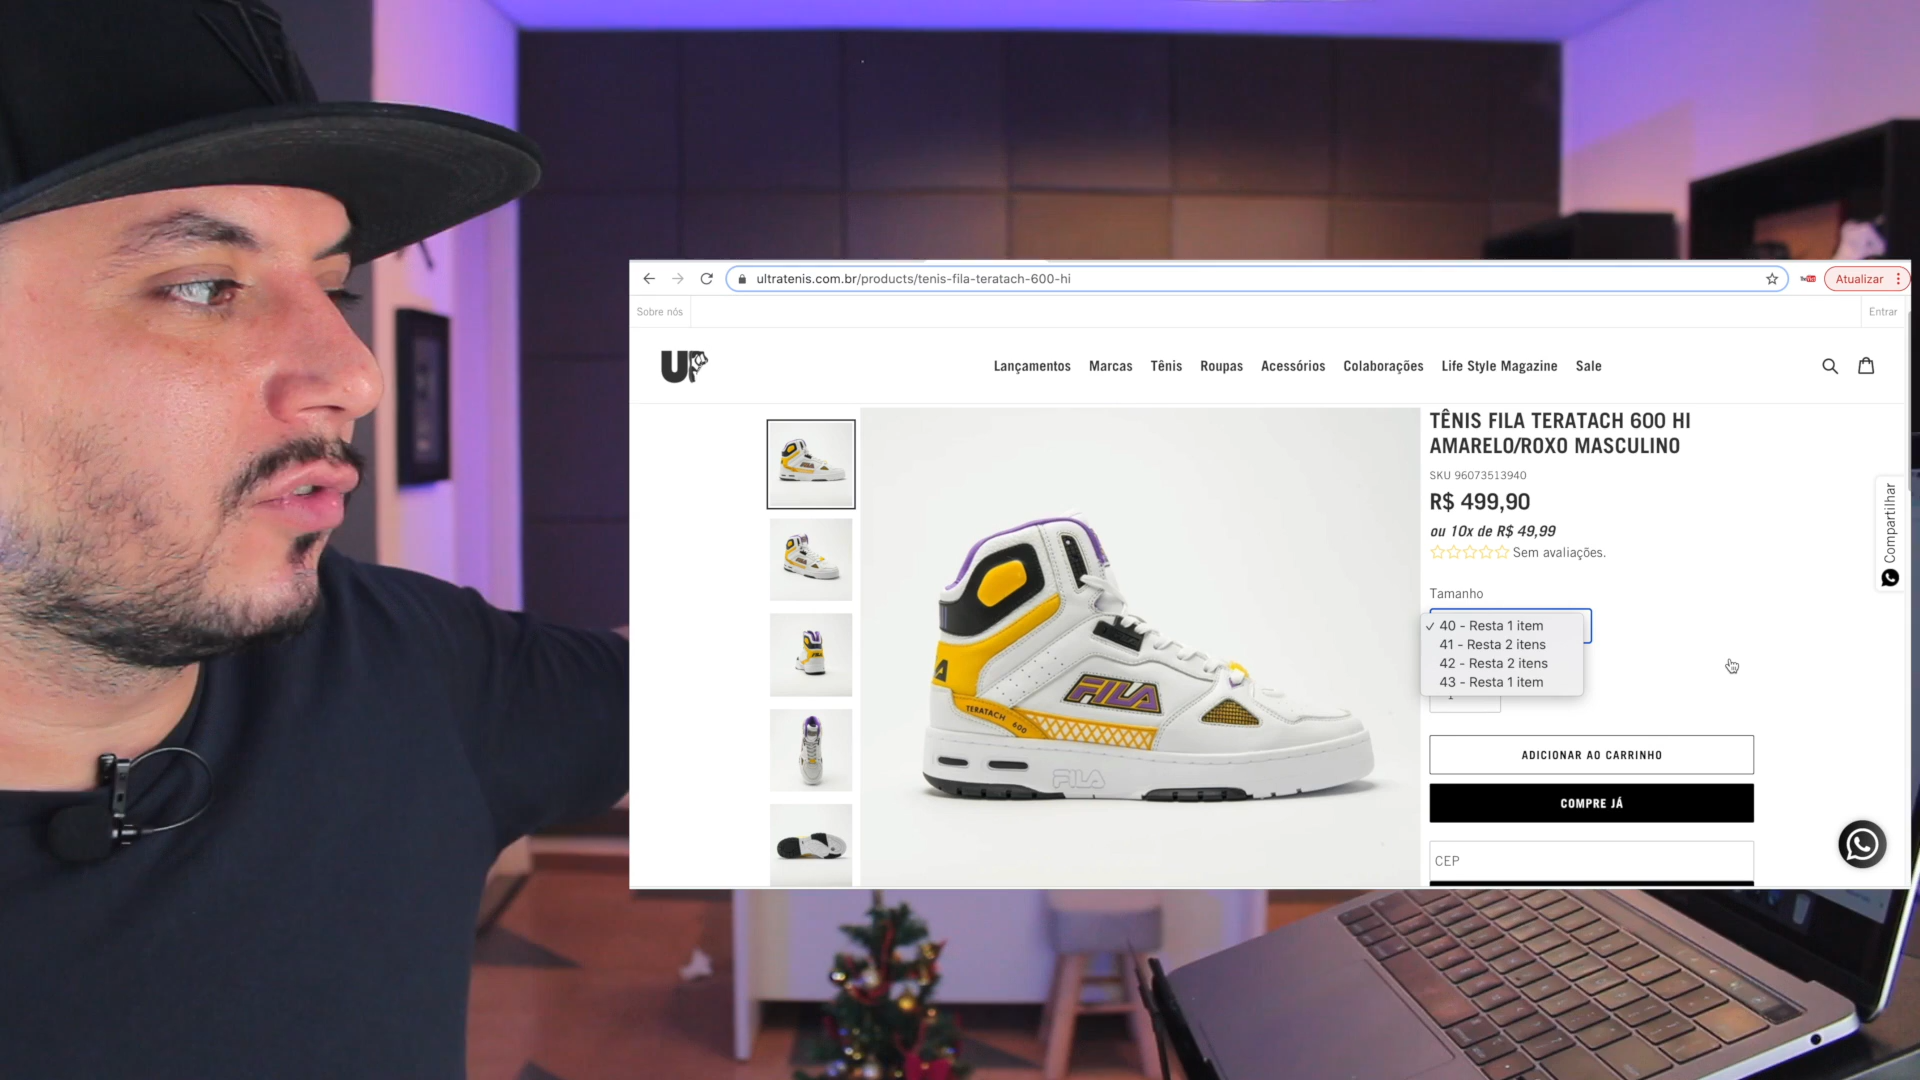 ultratenis.com.br/products/tenis-fila-teratach-600-hi
Atualizar
Sobre nós
Entrar
UP
Lançamentos Marcas Tênis Roupas Acessórios Colaborações Life Style Magazine Sale
TÊNIS FILA TERATACH 600 HI
AMARELO/ROXO MASCULINO
SKU 96073513940
R$ 499,90
ou 10x de R$ 49,99
Sem avaliações.
Compartilhar
Tamanho
40 - Resta 1 item
41 - Resta 2 itens
42 - Resta 2 itens
43 - Resta 1 item
FILA
TERATACH 600
FILA
ADICIONAR AO CARRINHO
COMPRE JÁ
CEP